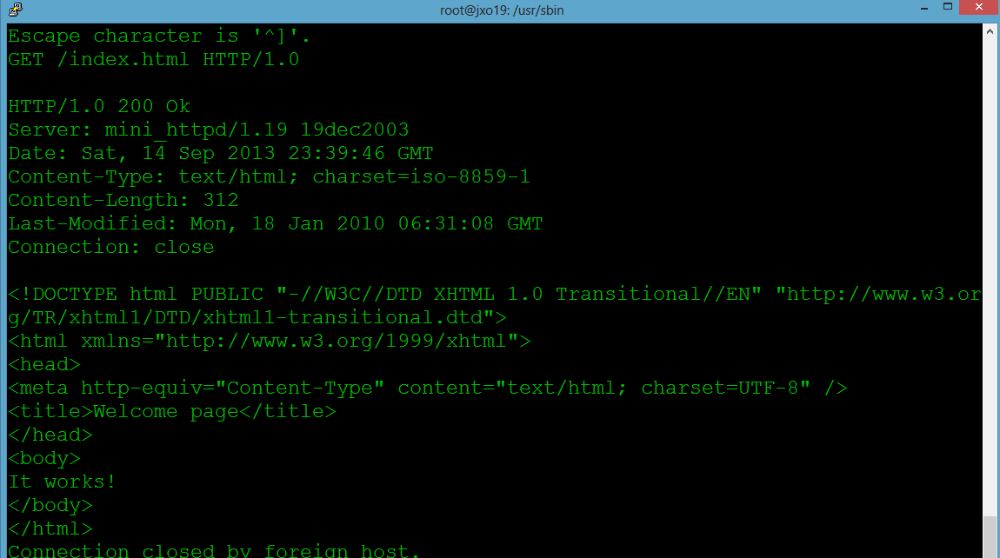 root@jxo19: /usr/sbin
Escape character is '^]'.
GET /index.html HTTP/1.0
HTTP/1.0 200 Ok
Server: mini_httpd/1.19 19dec2003
Date: Sat, 14 Sep 2013 23:39:46 GMT
Content-Type: text/html; charset=iso-8859-1
Content-Length: 312
Last-Modified: Mon, 18 Jan 2010 06:31:08 GMT
Connection: close
<!DOCTYPE html PUBLIC "-//W3C//DTD XHTML 1.0 Transitional//EN" "http://www.w3.or
g/TR/xhtml1/DTD/xhtml1-transitional.dtd">
<html xmlns="http://www.w3.org/1999/xhtml">
<head>
<meta http-equiv="Content-Type" content="text/html; charset=UTF-8" />
<title>Welcome page</title>
</head>
<body>
It works!
</body>
</html>
Connection closed by foreign host.